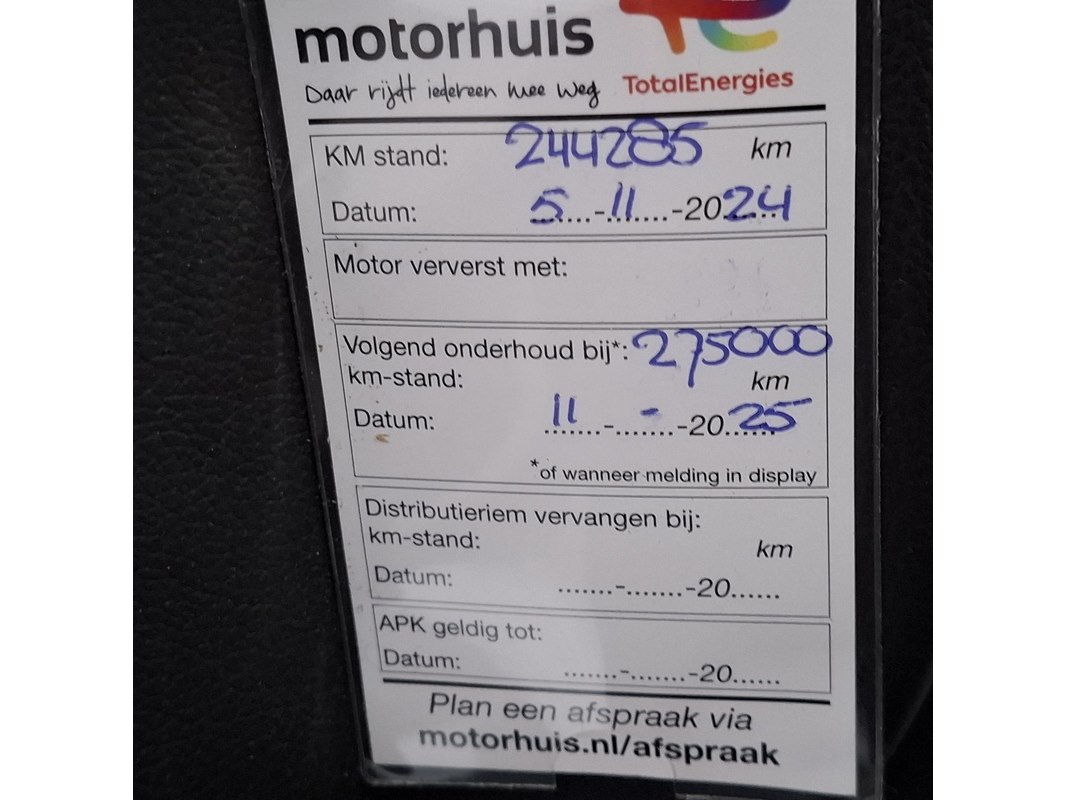 motorhuis
Daar rijdt iedereen mee weg
TotalEnergies
KM stand: 244285 km
Datum: 5...-.11....-2024
Motor ververst met:
Volgend onderhoud bij*: 275000
km-stand: km
Datum: 11 .......-.......-2025
*of wanneer melding in display
Distributieriem vervangen bij:
km-stand: km
Datum: .......-.......-20......
APK geldig tot:
Datum: .......-.......-20......
Plan een afspraak via
motorhuis.nl/afspraak